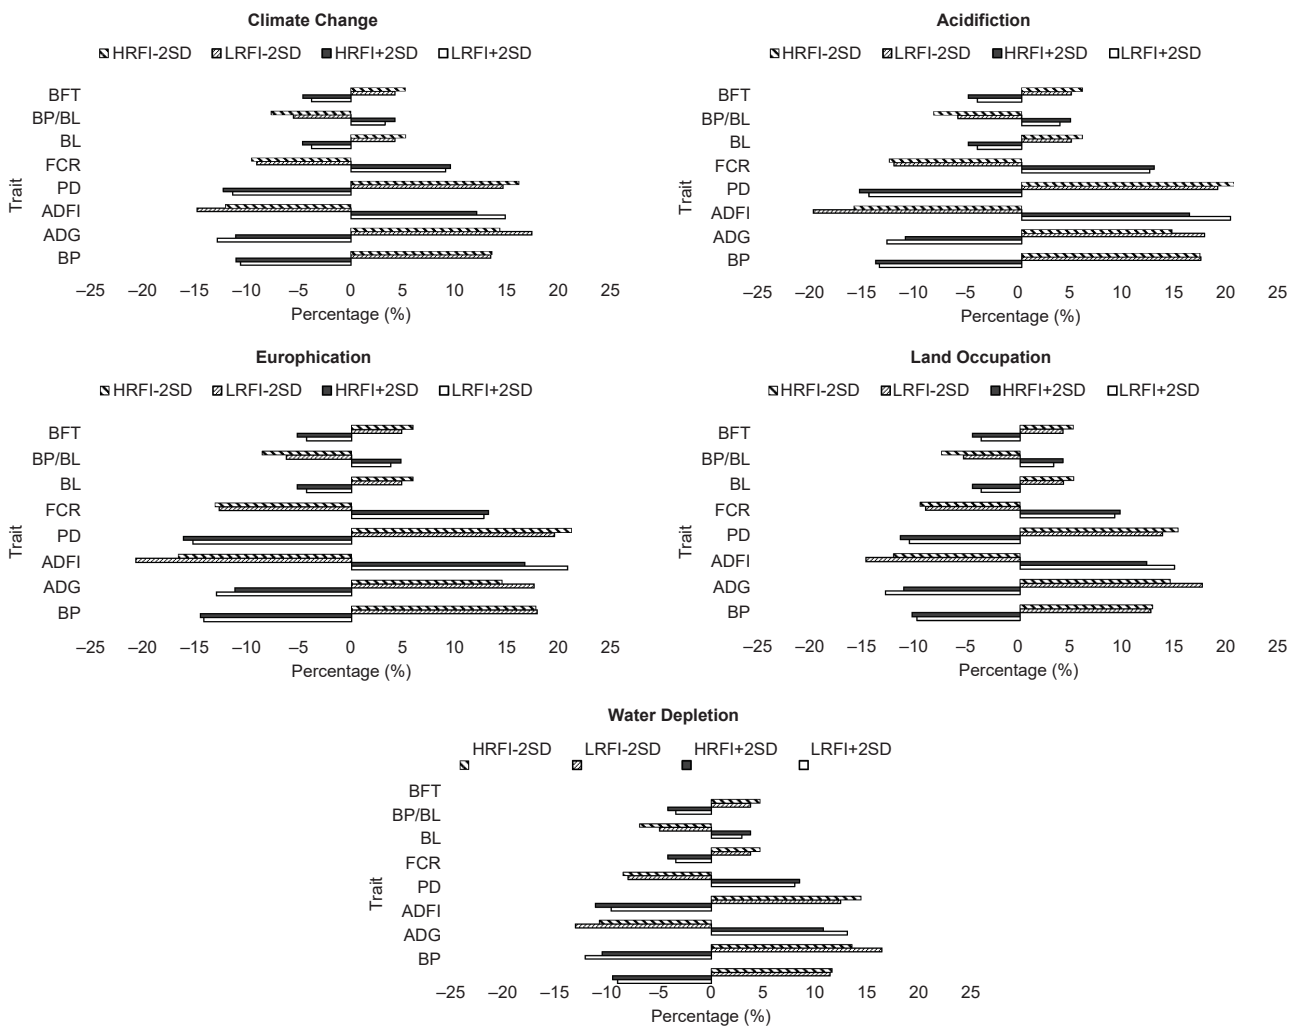 Climate Change
HRFI-2SD LRFI-2SD HRFI+2SD LRFI+2SD
BFT
BP/BL
BL
FCR
PD
ADFI
ADG
BP
Trait
–25 –20 –15 –10 –5 0 5 10 15 20 25
Percentage (%)
Acidifiction
HRFI-2SD LRFI-2SD HRFI+2SD LRFI+2SD
BFT
BP/BL
BL
FCR
PD
ADFI
ADG
BP
Trait
–25 –20 –15 –10 –5 0 5 10 15 20 25
Percentage (%)
Europhication
HRFI-2SD LRFI-2SD HRFI+2SD LRFI+2SD
BFT
BP/BL
BL
FCR
PD
ADFI
ADG
BP
Trait
–25 –20 –15 –10 –5 0 5 10 15 20 25
Percentage (%)
Land Occupation
HRFI-2SD LRFI-2SD HRFI+2SD LRFI+2SD
BFT
BP/BL
BL
FCR
PD
ADFI
ADG
BP
Trait
–25 –20 –15 –10 –5 0 5 10 15 20 25
Percentage (%)
Water Depletion
HRFI-2SD LRFI-2SD HRFI+2SD LRFI+2SD
BFT
BP/BL
BL
FCR
PD
ADFI
ADG
BP
Trait
–25 –20 –15 –10 –5 0 5 10 15 20 25
Percentage (%)